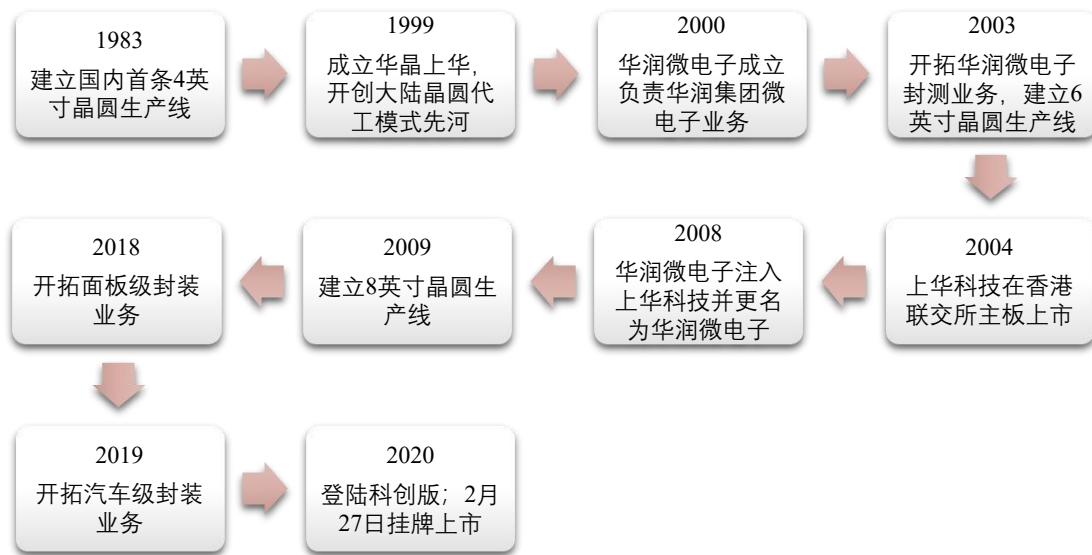 1983
建立国内首条4英
寸晶圆生产线
1999
成立华晶上华，
开创大陆晶圆代
工模式先河
2000
华润微电子成立
负责华润集团微
电子业务
2003
开拓华润微电子
封测业务，建立6
英寸晶圆生产线
2004
上华科技在香港
联交所主板上市
2008
华润微电子注入
上华科技并更名
为华润微电子
2009
建立8英寸晶圆生
产线
2018
开拓面板级封装
业务
2019
开拓汽车级封装
业务
2020
登陆科创版；2月
27日挂牌上市